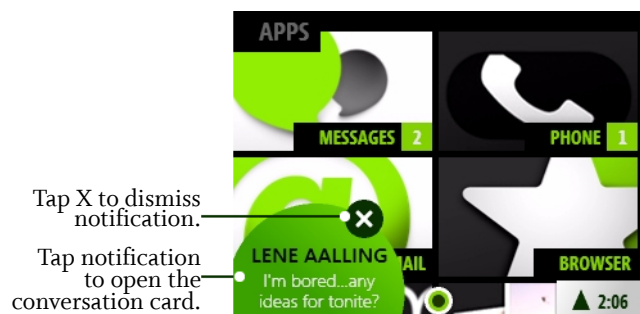 APPS
MESSAGES 2
PHONE 1
Tap X to dismiss
notification.
Tap notification
to open the
conversation card.
LENE AALLING
I'm bored...any
ideas for tonite?
AIL
BROWSER
2:06